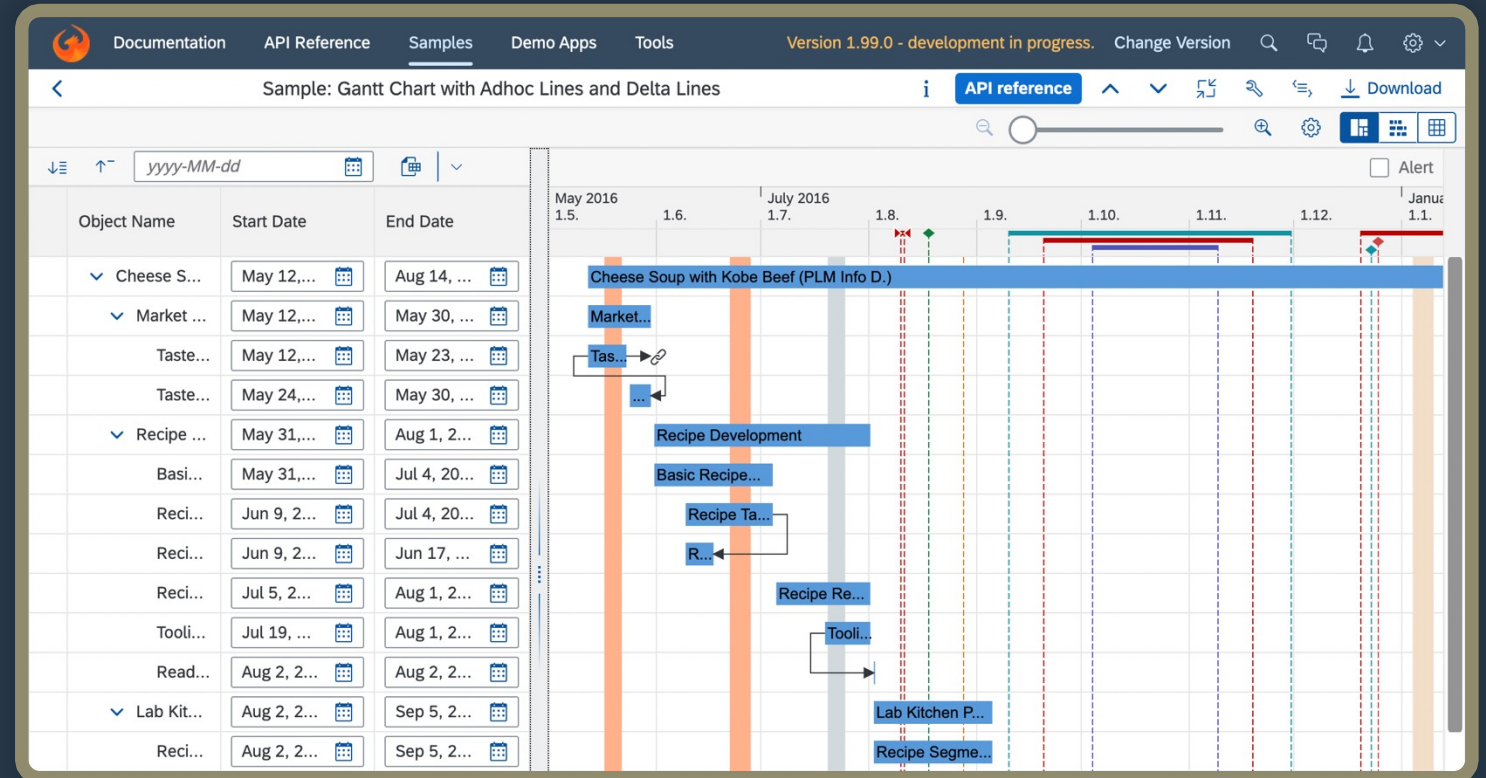 Documentation API Reference Samples Demo Apps Tools Version 1.99.0 - development in progress. Change Version
Sample: Gantt Chart with Adhoc Lines and Delta Lines i API reference Download
yyyy-MM-dd Alert
Object Name Start Date End Date
May 2016 July 2016 Janua
1.5. 1.6. 1.7. 1.8. 1.9. 1.10. 1.11. 1.12. 1.1.
Cheese S... May 12,... Aug 14, ... Cheese Soup with Kobe Beef (PLM Info D.)
Market ... May 12,... May 30, ... Market...
Taste... May 12,... May 23, ... Tas...
Taste... May 24,... May 30, ... ...
Recipe ... May 31,... Aug 1, 2... Recipe Development
Basi... May 31,... Jul 4, 20... Basic Recipe...
Reci... Jun 9, 2... Jul 4, 20... Recipe Ta...
Reci... Jun 9, 2... Jun 17, ... R...
Reci... Jul 5, 2... Aug 1, 2... Recipe Re...
Tooli... Jul 19, ... Aug 1, 2... Tooli...
Read... Aug 2, 2... Aug 2, 2...
Lab Kit... Aug 2, 2... Sep 5, 2... Lab Kitchen P...
Reci... Aug 2, 2... Sep 5, 2... Recipe Segme...